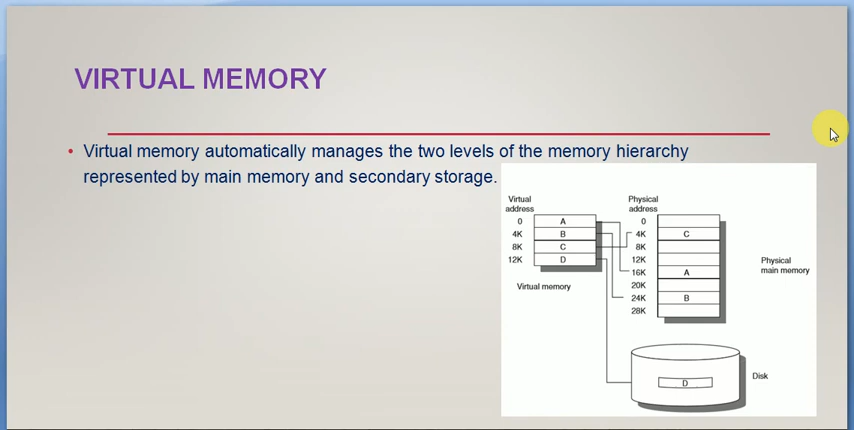 VIRTUAL MEMORY
• Virtual memory automatically manages the two levels of the memory hierarchy
represented by main memory and secondary storage.
Virtual
address
0 A
4K B
8K C
12K D
Virtual memory
Physical
address
0
4K C
8K
12K
16K A
20K
24K B
28K
Physical
main memory
D
Disk